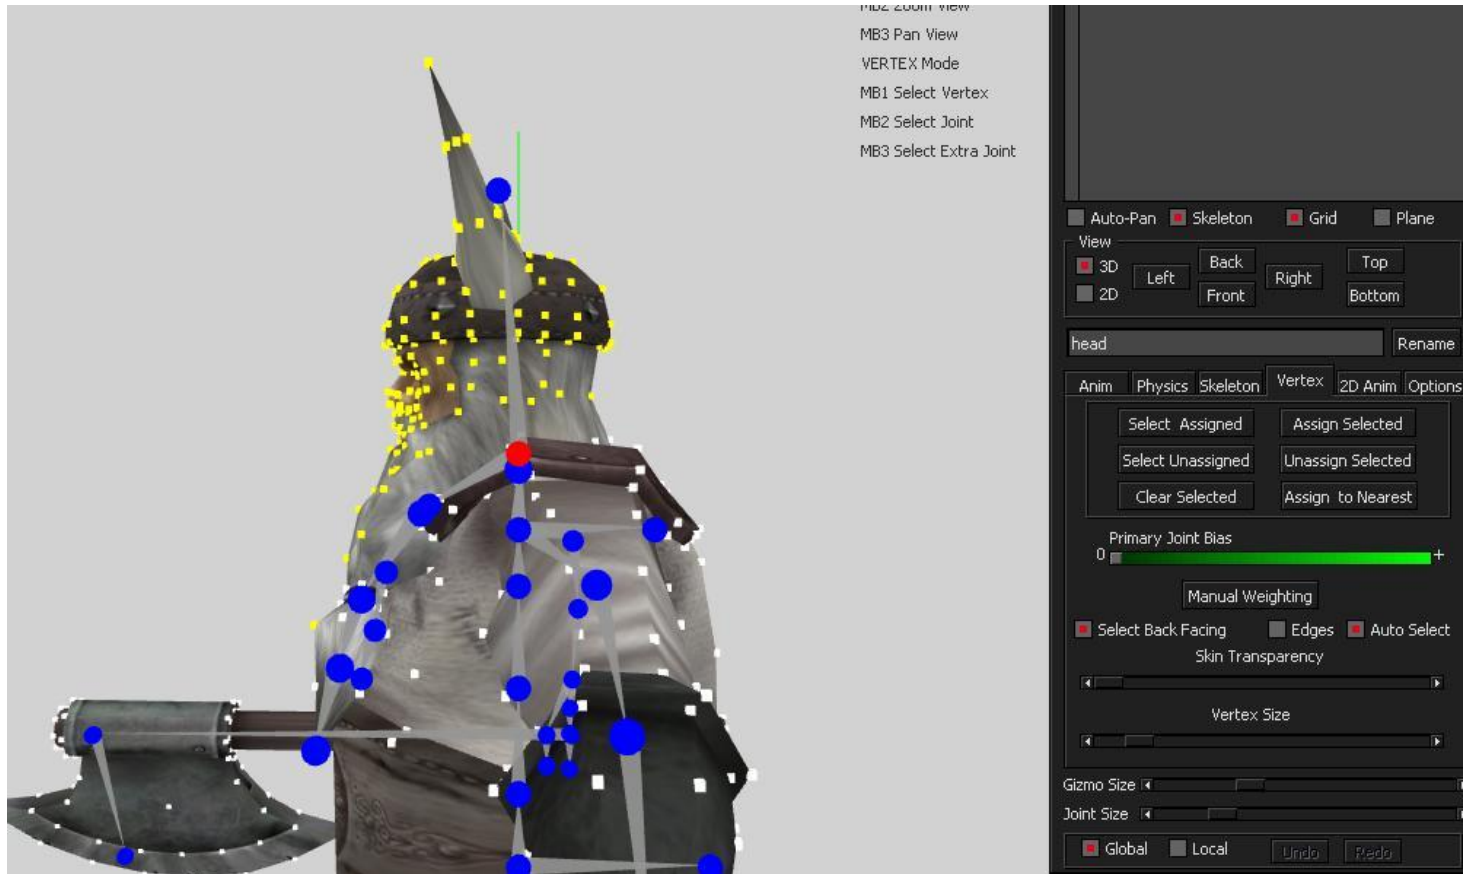 MB2 Zoom View
MB3 Pan View
VERTEX Mode
MB1 Select Vertex
MB2 Select Joint
MB3 Select Extra Joint
Auto-Pan Skeleton Grid Plane
View
3D
2D
Left
Back
Front
Right
Top
Bottom
head
Rename
Anim Physics Skeleton Vertex 2D Anim Options
Select Assigned Assign Selected
Select Unassigned Unassign Selected
Clear Selected Assign to Nearest
Primary Joint Bias
0 +
Manual Weighting
Select Back Facing Edges Auto Select
Skin Transparency
Vertex Size
Gizmo Size
Joint Size
Global Local Undo Redo